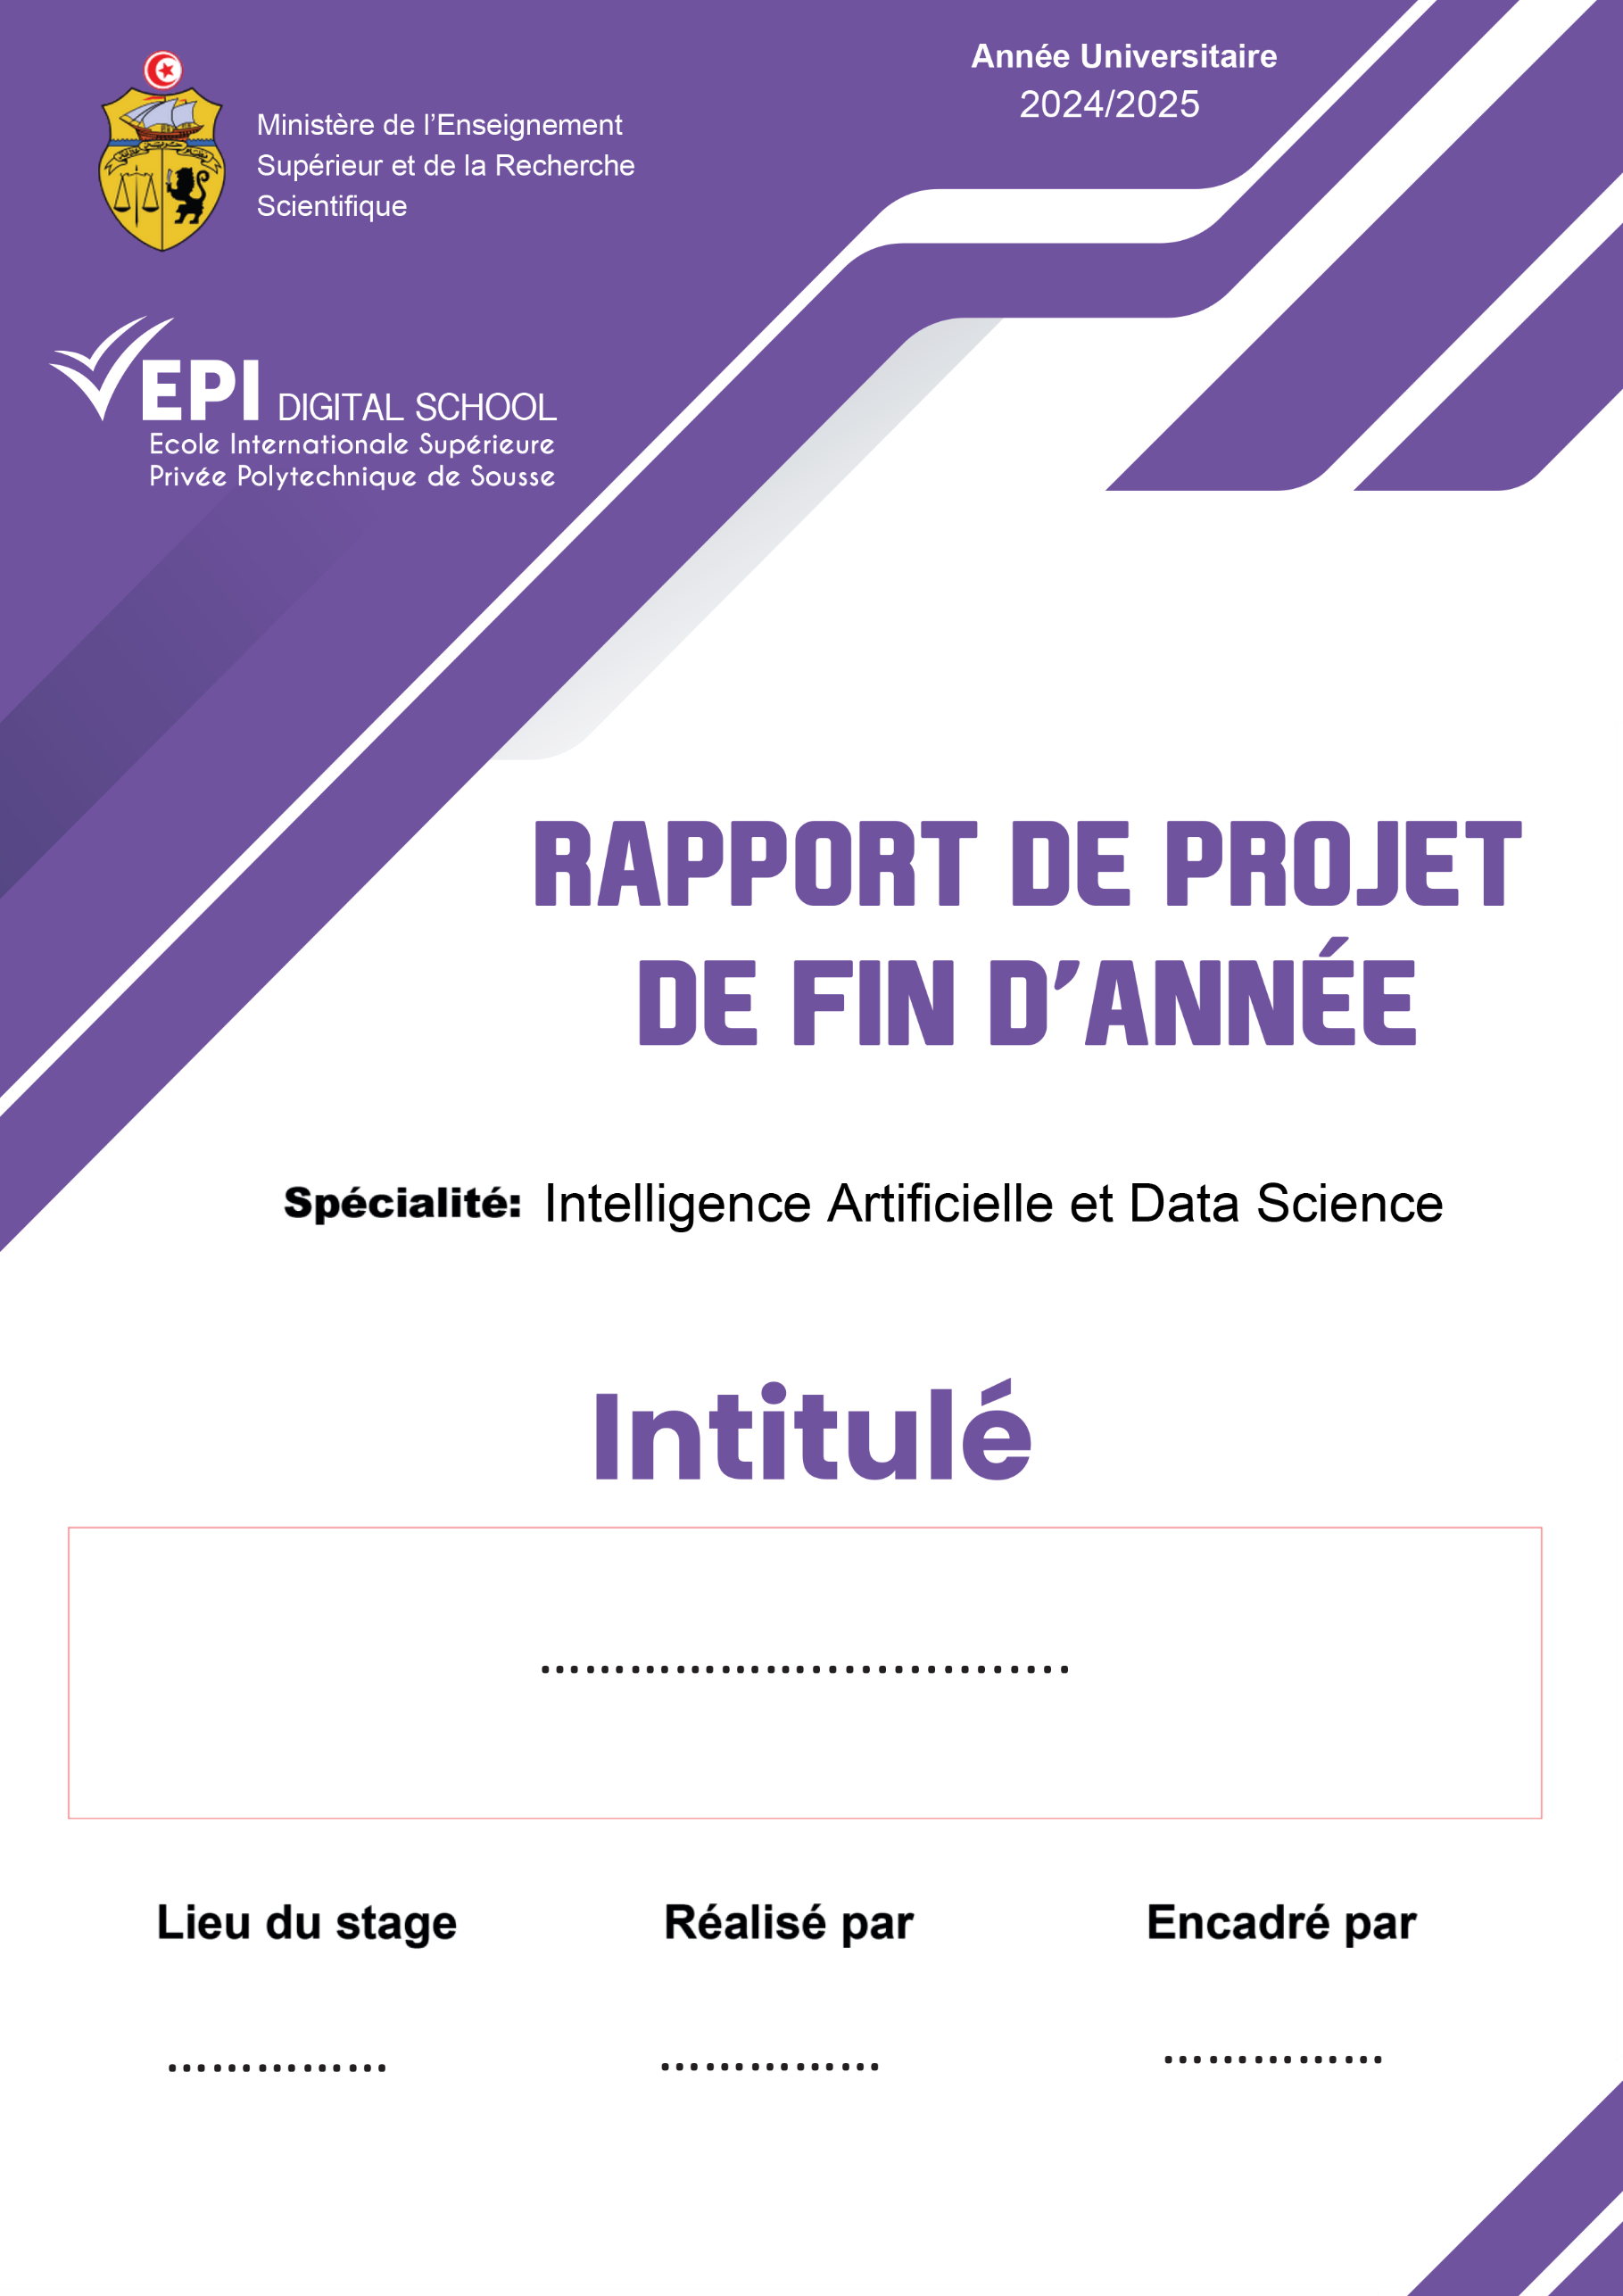 Année Universitaire
2024/2025
Ministère de l’Enseignement
Supérieur et de la Recherche
Scientifique
EPI DIGITAL SCHOOL
Ecole Internationale Supérieure
Privée Polytechnique de Sousse
RAPPORT DE PROJET
DE FIN D’ANNÉE
Spécialité: Intelligence Artificielle et Data Science
Intitulé
...................................
Lieu du stage Réalisé par Encadré par
............... ............... ...............